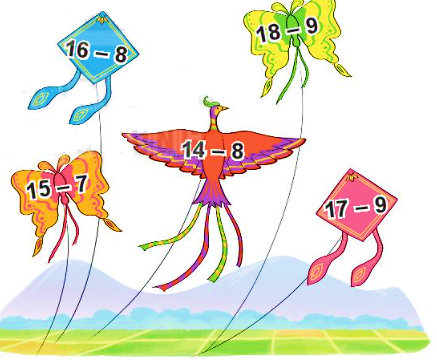 16 – 8
18 – 9
14 – 8
15 – 7
17 – 9